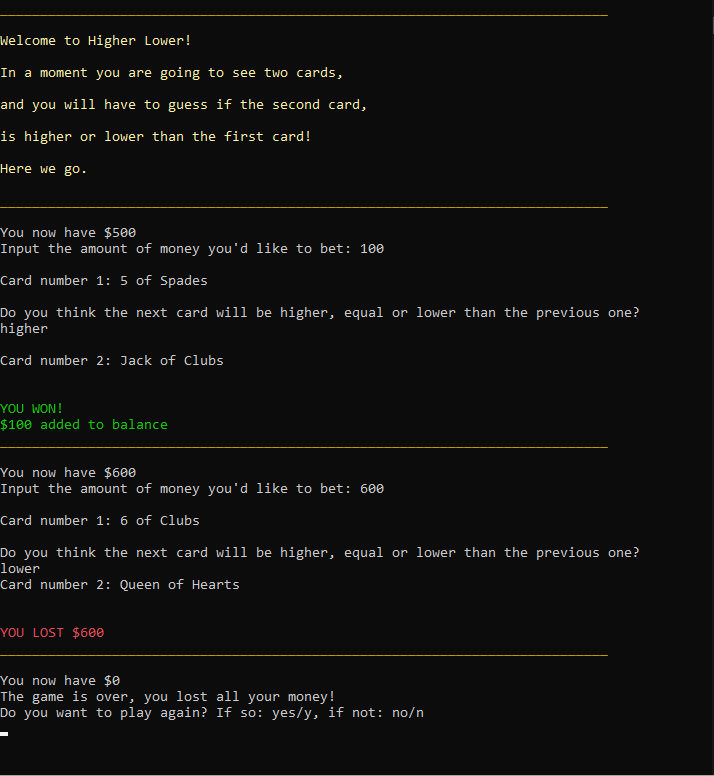 Welcome to Higher Lower!
In a moment you are going to see two cards,
and you will have to guess if the second card,
is higher or lower than the first card!
Here we go.
You now have $500
Input the amount of money you'd like to bet: 100
Card number 1: 5 of Spades
Do you think the next card will be higher, equal or lower than the previous one?
higher
Card number 2: Jack of Clubs
YOU WON!
$100 added to balance
You now have $600
Input the amount of money you'd like to bet: 600
Card number 1: 6 of Clubs
Do you think the next card will be higher, equal or lower than the previous one?
lower
Card number 2: Queen of Hearts
YOU LOST $600
You now have $0
The game is over, you lost all your money!
Do you want to play again? If so: yes/y, if not: no/n